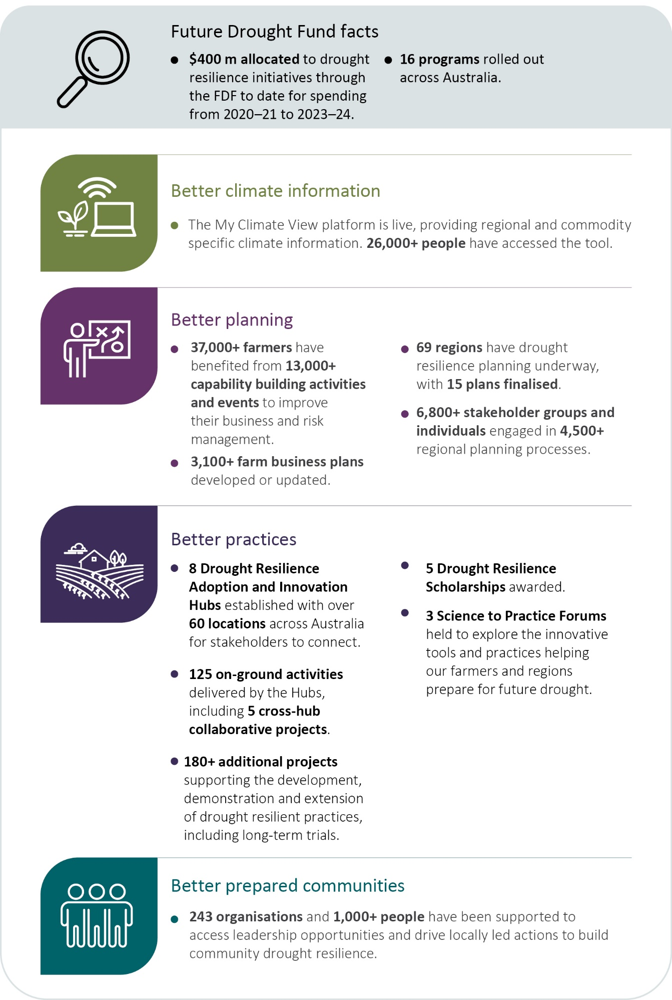 Future Drought Fund facts
$400 m allocated to drought
resilience initiatives through
the FDF to date for spending
from 2020–21 to 2023–24.
16 programs rolled out
across Australia.
Better climate information
The My Climate View platform is live, providing regional and commodity
specific climate information. 26,000+ people have accessed the tool.
Better planning
37,000+ farmers have
benefited from 13,000+
capability building activities
and events to improve
their business and risk
management.
3,100+ farm business plans
developed or updated.
69 regions have drought
resilience planning underway,
with 15 plans finalised.
6,800+ stakeholder groups and
individuals engaged in 4,500+
regional planning processes.
Better practices
8 Drought Resilience
Adoption and Innovation
Hubs established with over
60 locations across Australia
for stakeholders to connect.
125 on-ground activities
delivered by the Hubs,
including 5 cross-hub
collaborative projects.
180+ additional projects
supporting the development,
demonstration and extension
of drought resilient practices,
including long-term trials.
5 Drought Resilience
Scholarships awarded.
3 Science to Practice Forums
held to explore the innovative
tools and practices helping
our farmers and regions
prepare for future drought.
Better prepared communities
243 organisations and 1,000+ people have been supported to
access leadership opportunities and drive locally led actions to build
community drought resilience.